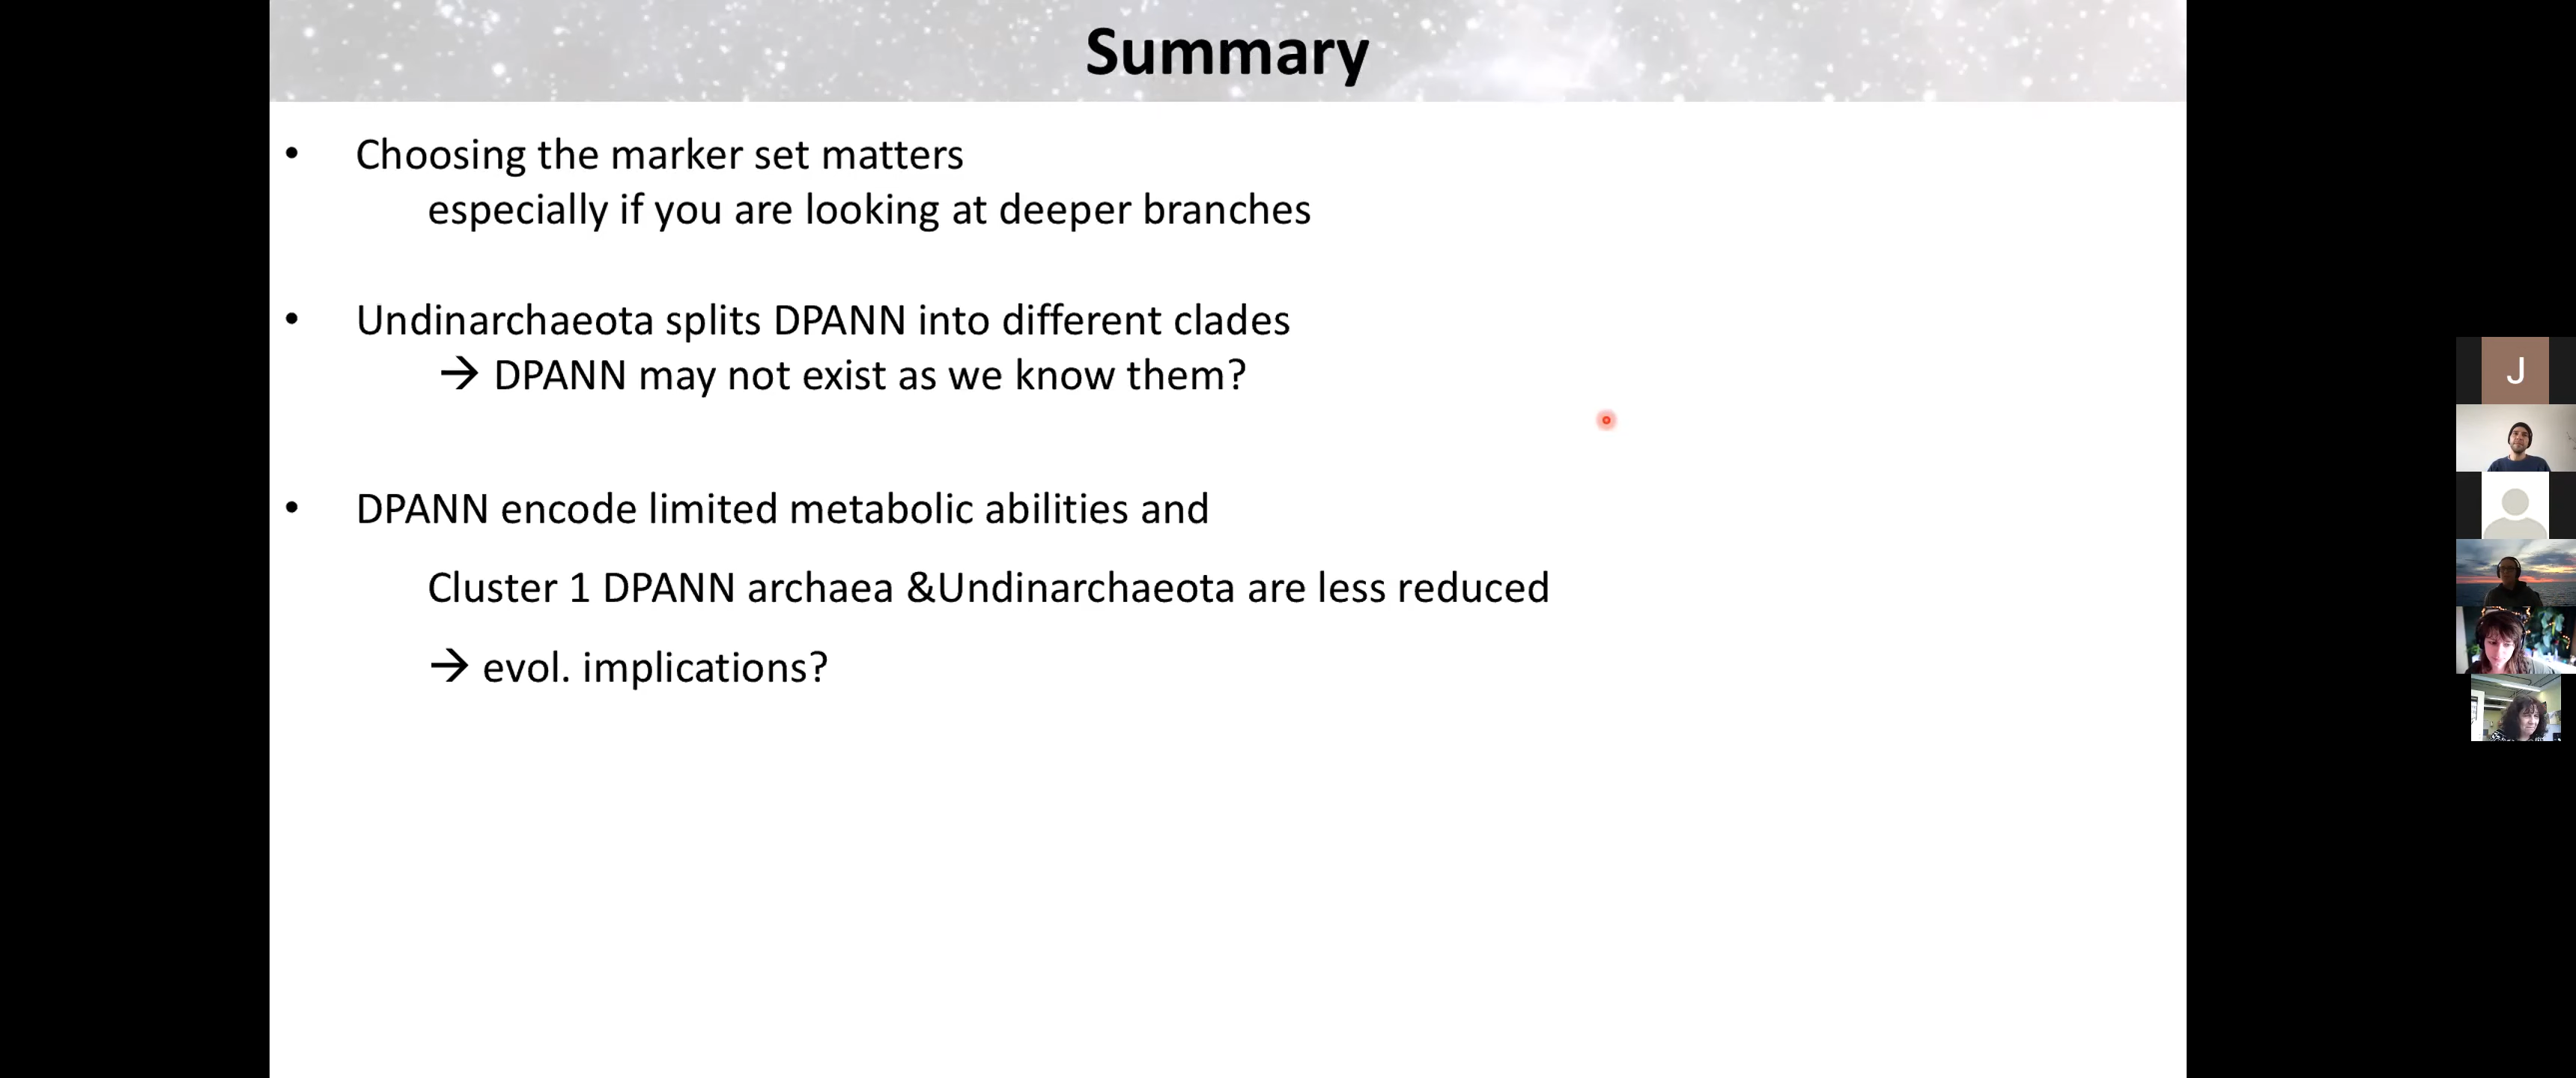 Summary
• Choosing the marker set matters
especially if you are looking at deeper branches
• Undinarchaeota splits DPANN into different clades
→ DPANN may not exist as we know them?
• DPANN encode limited metabolic abilities and
Cluster 1 DPANN archaea &Undinarchaeota are less reduced
→ evol. implications?
J